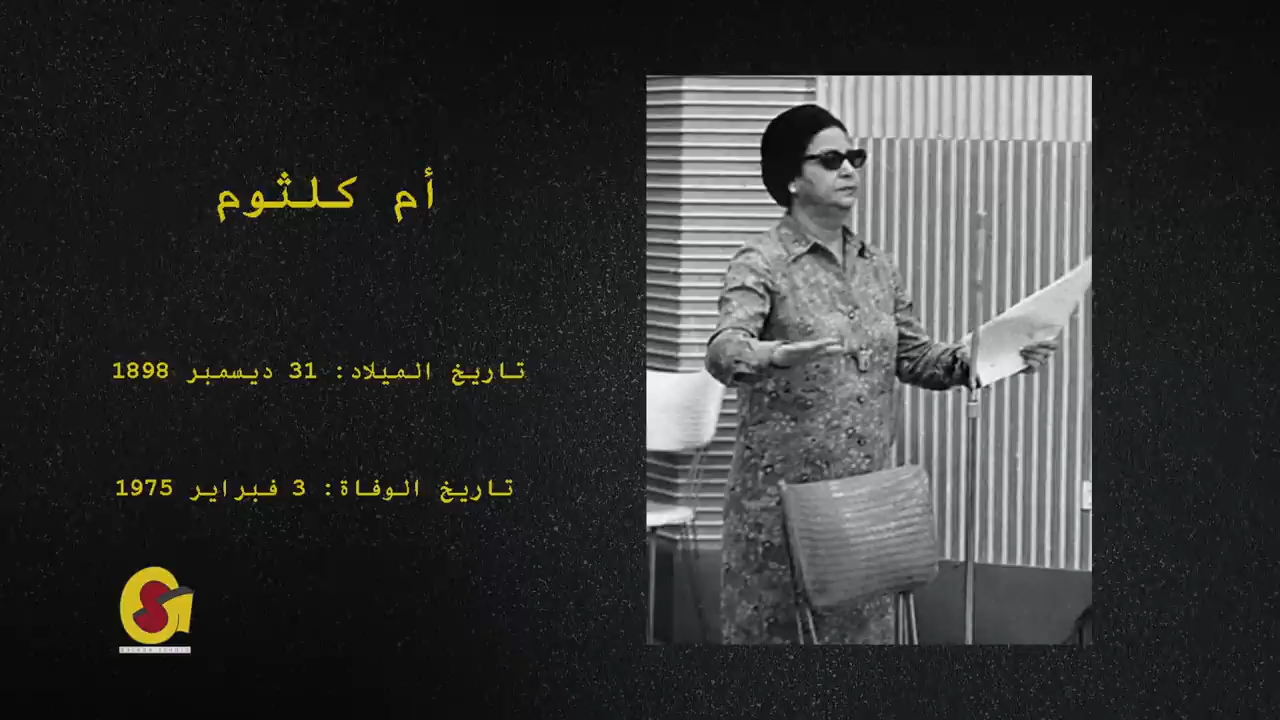 أم كلثوم
تاريخ الميلاد: 31 ديسمبر 1898
تاريخ الوفاة: 3 فبراير 1975